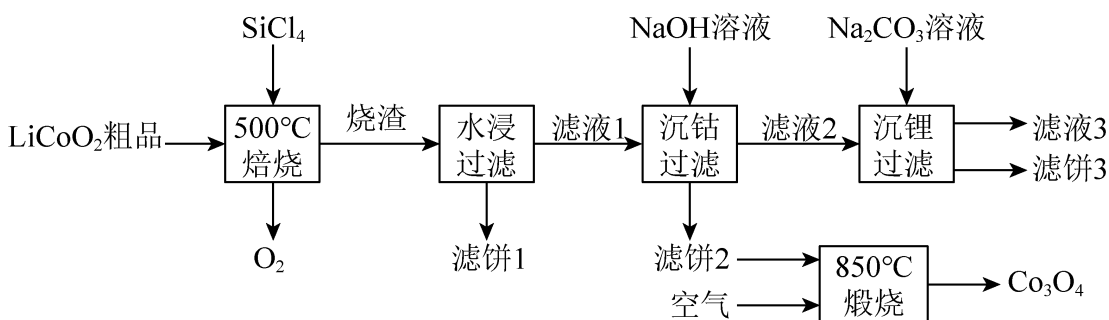 SiCl₄
NaOH溶液
Na₂CO₃溶液
LiCoO₂粗品
500℃
焙烧
烧渣
水浸
过滤
滤液1
沉钴
过滤
滤液2
沉锂
过滤
滤液3
滤饼3
O₂
滤饼1
滤饼2
空气
850℃
煅烧
Co₃O₄